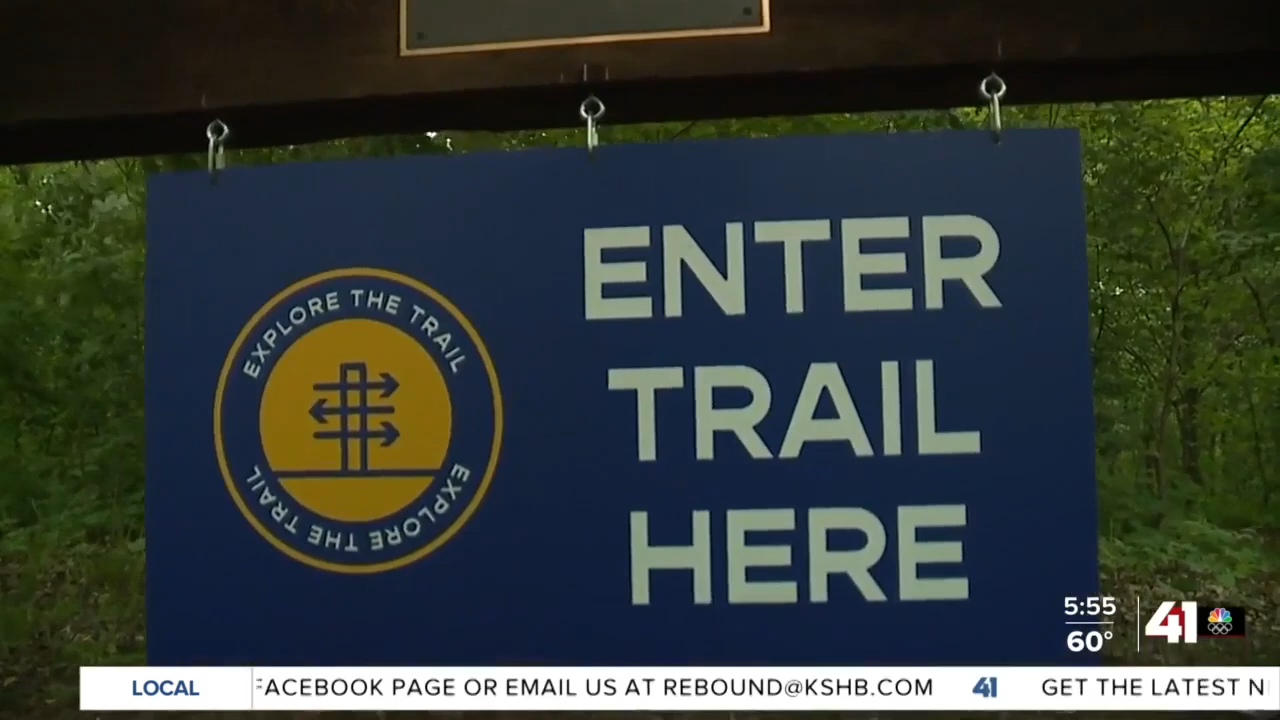 ENTER
TRAIL
HERE
EXPLORE THE TRAIL
EXPLORE THE TRAIL
5:55
60°
41
LOCAL
ACEBOOK PAGE OR EMAIL US AT REBOUND@KSHB.COM 41 GET THE LATEST N